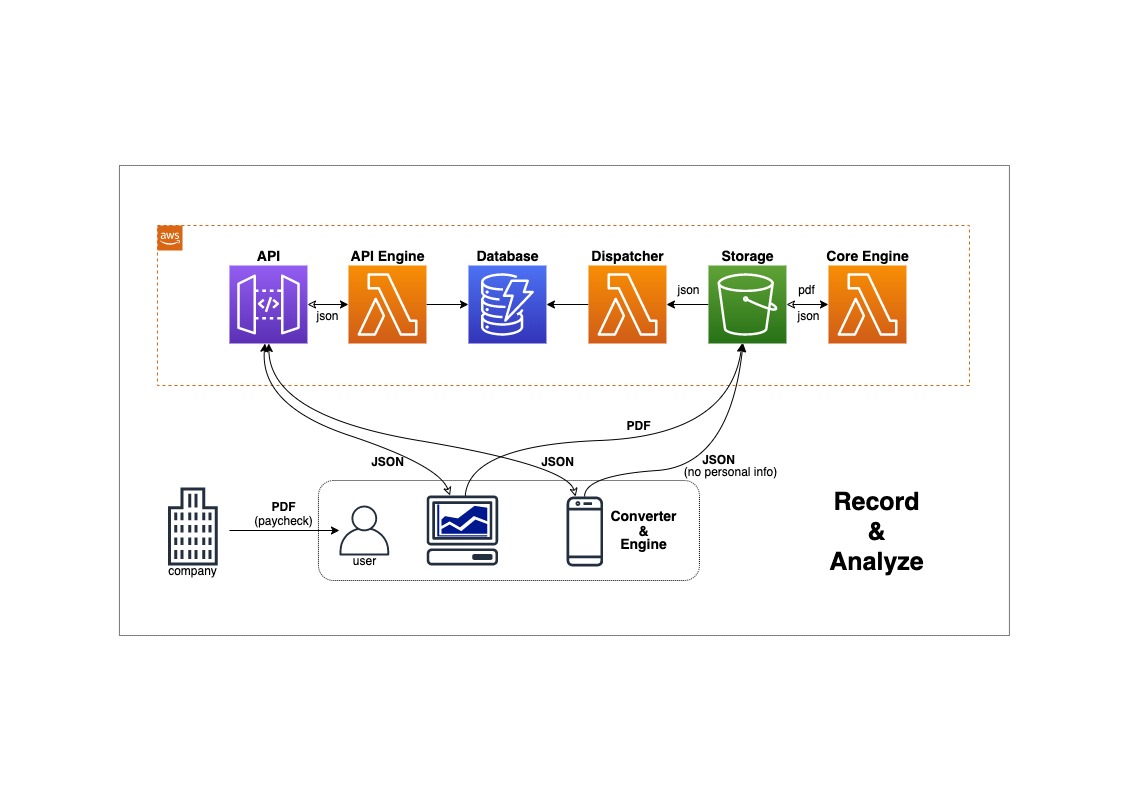 aws
API
API Engine
Database
Dispatcher
Storage
Core Engine
json
json
pdf
json
PDF
JSON
JSON
JSON
(no personal info)
PDF
(paycheck)
company
user
Converter
&
Engine
Record
&
Analyze